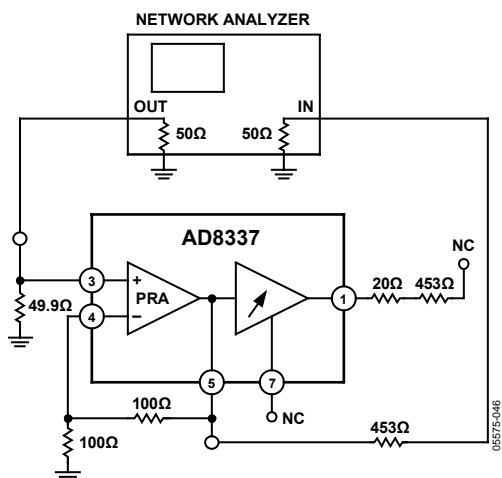 NETWORK ANALYZER
OUT IN
50Ω 50Ω
AD8337
NC
3 + PRA 1 20Ω 453Ω
49.9Ω 4 −
5 7
100Ω NC
100Ω 453Ω
05575-046